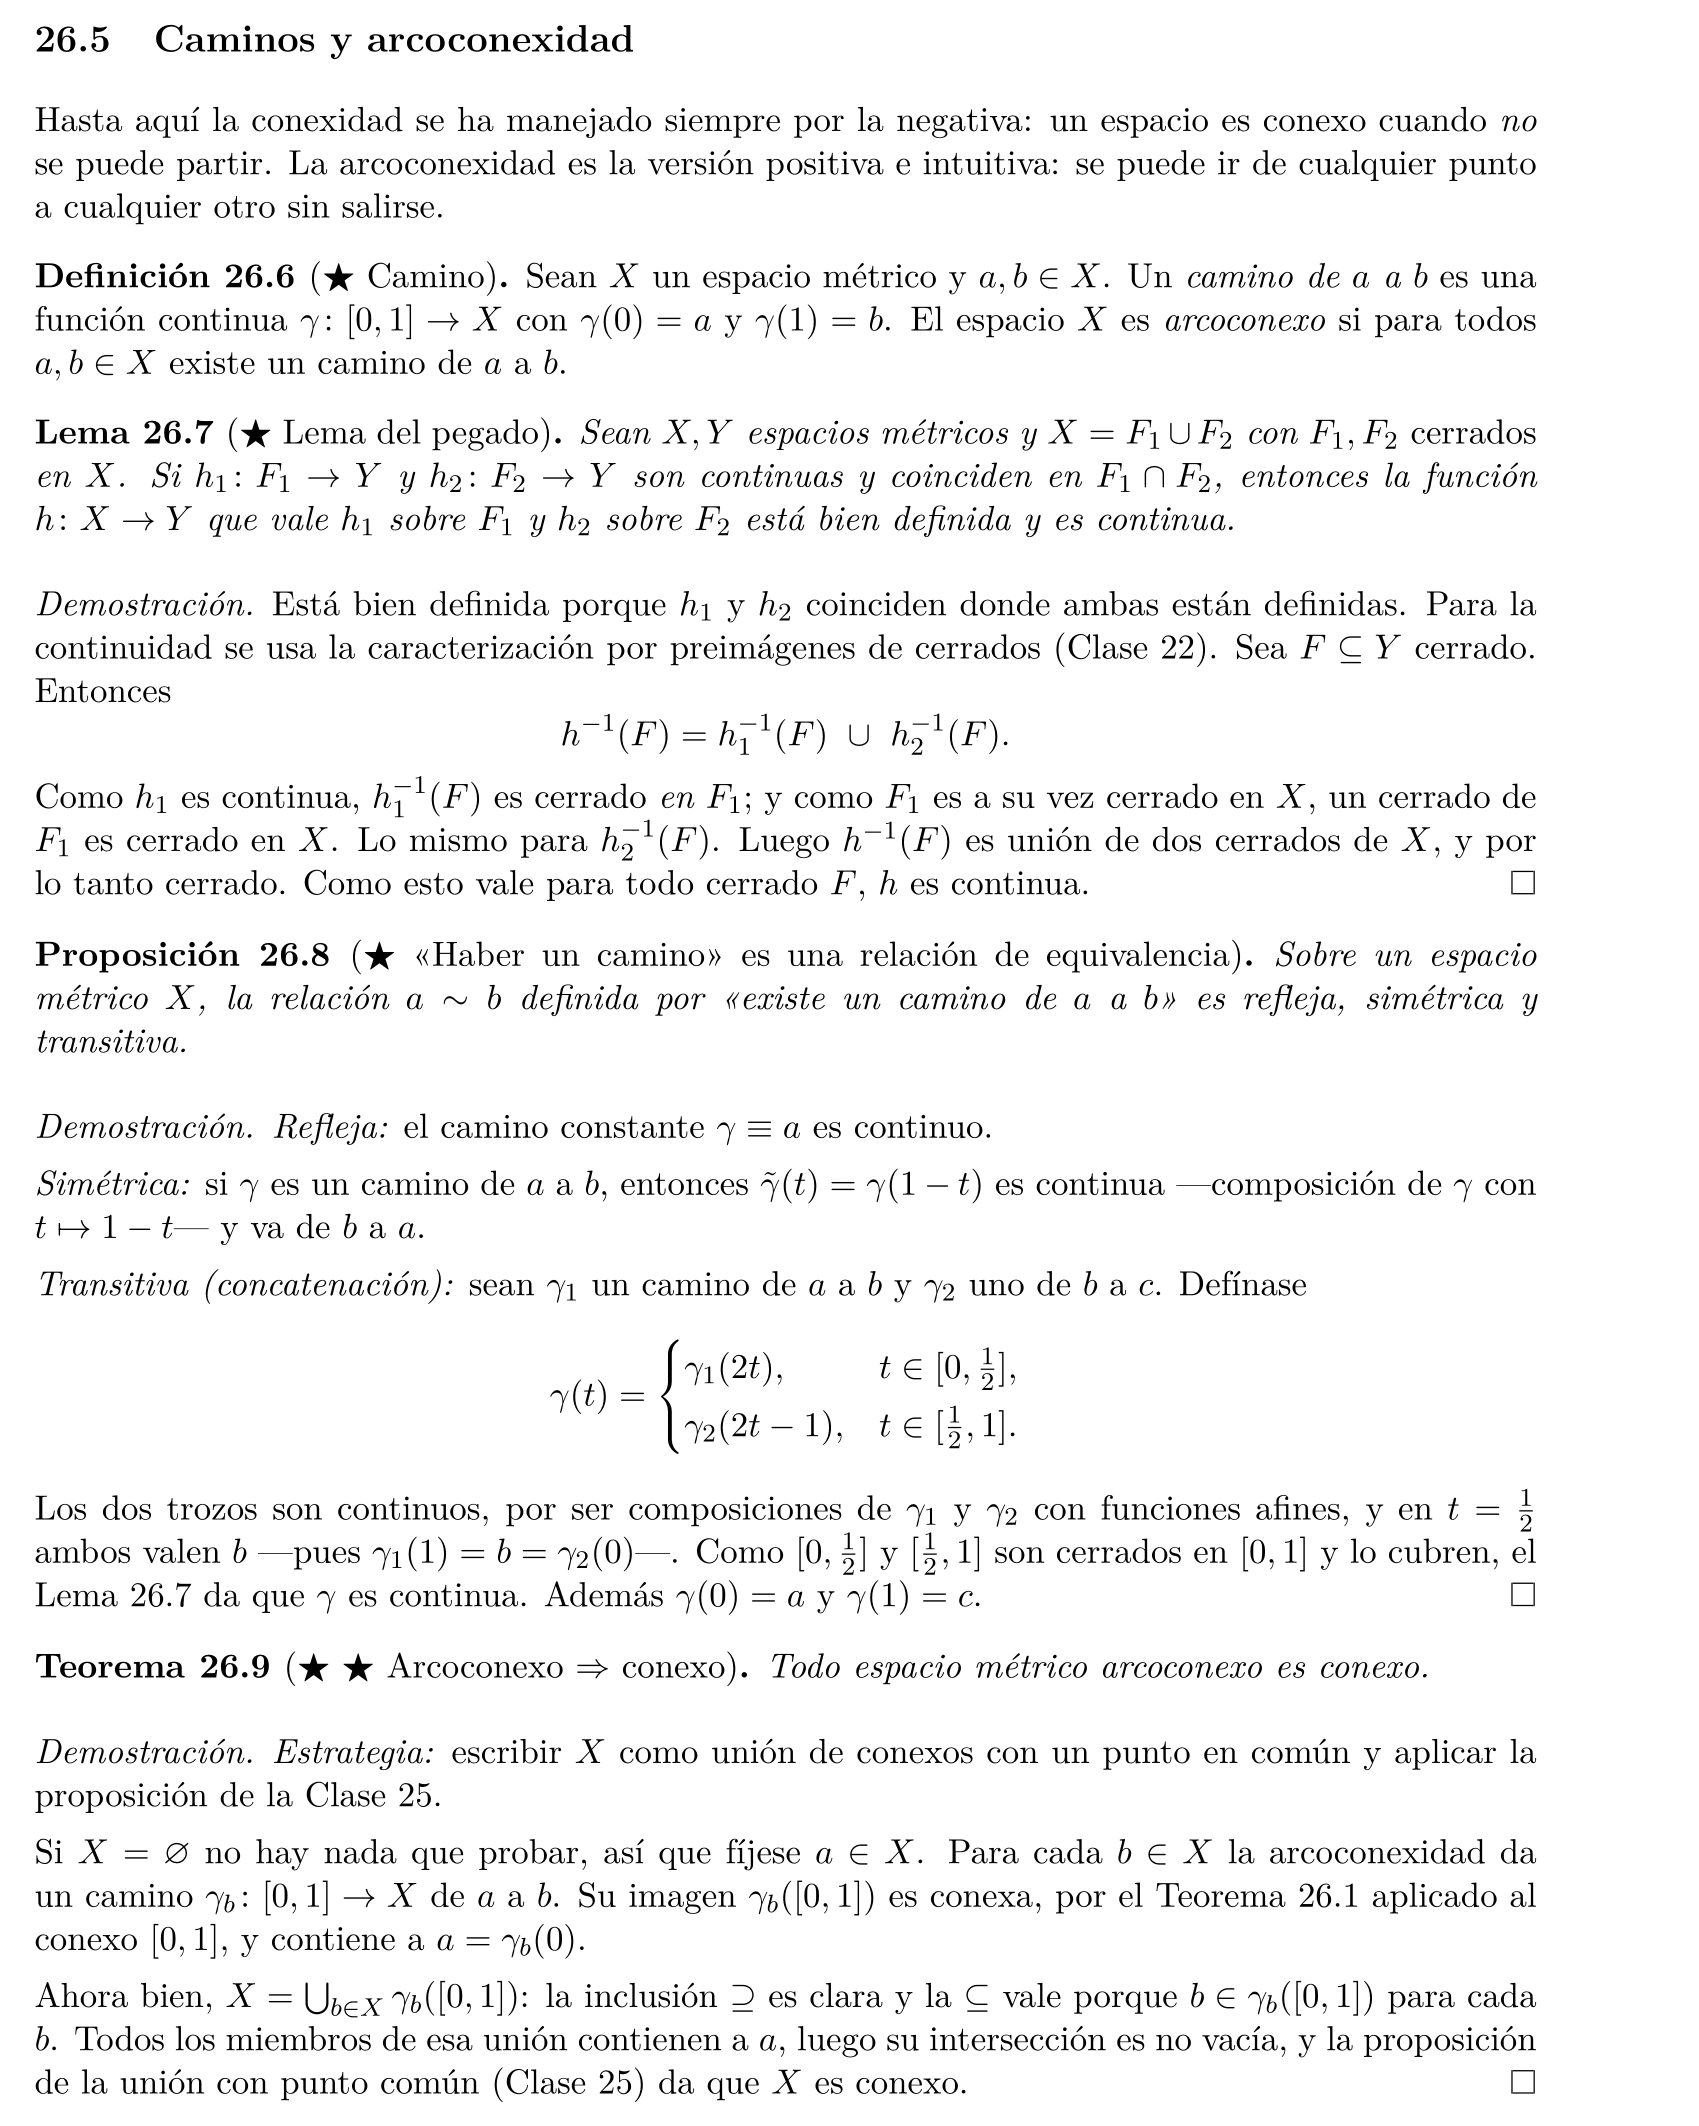 26.5 Caminos y arcoconexidad
Hasta aquí la conexidad se ha manejado siempre por la negativa: un espacio es conexo cuando no
se puede partir. La arcoconexidad es la versión positiva e intuitiva: se puede ir de cualquier punto
a cualquier otro sin salirse.
Definición 26.6 (★ Camino). Sean X un espacio métrico y a, b ∈ X. Un camino de a a b es una
función continua γ: [0, 1] → X con γ(0) = a y γ(1) = b. El espacio X es arcoconexo si para todos
a, b ∈ X existe un camino de a a b.
Lema 26.7 (★ Lema del pegado). Sean X, Y espacios métricos y X = F₁ ∪ F₂ con F₁, F₂ cerrados
en X. Si h₁: F₁ → Y y h₂: F₂ → Y son continuas y coinciden en F₁ ∩ F₂, entonces la función
h: X → Y que vale h₁ sobre F₁ y h₂ sobre F₂ está bien definida y es continua.
Demostración. Está bien definida porque h₁ y h₂ coinciden donde ambas están definidas. Para la
continuidad se usa la caracterización por preimágenes de cerrados (Clase 22). Sea F ⊆ Y cerrado.
Entonces
h⁻¹(F) = h₁⁻¹(F) ∪ h₂⁻¹(F).
Como h₁ es continua, h₁⁻¹(F) es cerrado en F₁; y como F₁ es a su vez cerrado en X, un cerrado de
F₁ es cerrado en X. Lo mismo para h₂⁻¹(F). Luego h⁻¹(F) es unión de dos cerrados de X, y por
lo tanto cerrado. Como esto vale para todo cerrado F, h es continua. □
Proposición 26.8 (★ «Haber un camino» es una relación de equivalencia). Sobre un espacio
métrico X, la relación a ∼ b definida por «existe un camino de a a b» es refleja, simétrica y
transitiva.
Demostración. Refleja: el camino constante γ ≡ a es continuo.
Simétrica: si γ es un camino de a a b, entonces γ̃(t) = γ(1 − t) es continua —composición de γ con
t ↦ 1 − t— y va de b a a.
Transitiva (concatenación): sean γ₁ un camino de a a b y γ₂ uno de b a c. Defínase
γ(t) = { γ₁(2t), t ∈ [0, ½],
γ₂(2t − 1), t ∈ [½, 1].
Los dos trozos son continuos, por ser composiciones de γ₁ y γ₂ con funciones afines, y en t = ½
ambos valen b —pues γ₁(1) = b = γ₂(0)—. Como [0, ½] y [½, 1] son cerrados en [0, 1] y lo cubren, el
Lema 26.7 da que γ es continua. Además γ(0) = a y γ(1) = c. □
Teorema 26.9 (★ ★ Arcoconexo ⇒ conexo). Todo espacio métrico arcoconexo es conexo.
Demostración. Estrategia: escribir X como unión de conexos con un punto en común y aplicar la
proposición de la Clase 25.
Si X = ∅ no hay nada que probar, así que fíjese a ∈ X. Para cada b ∈ X la arcoconexidad da
un camino γ_b: [0, 1] → X de a a b. Su imagen γ_b([0, 1]) es conexa, por el Teorema 26.1 aplicado al
conexo [0, 1], y contiene a a = γ_b(0).
Ahora bien, X = ⋃_{b∈X} γ_b([0, 1]): la inclusión ⊇ es clara y la ⊆ vale porque b ∈ γ_b([0, 1]) para cada
b. Todos los miembros de esa unión contienen a a, luego su intersección es no vacía, y la proposición
de la unión con punto común (Clase 25) da que X es conexo. □